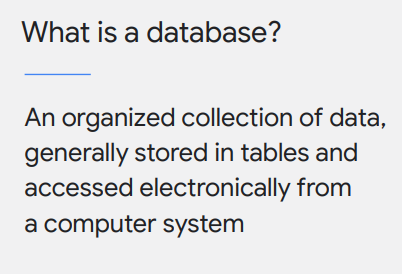 What is a database?
An organized collection of data,
generally stored in tables and
accessed electronically from
a computer system